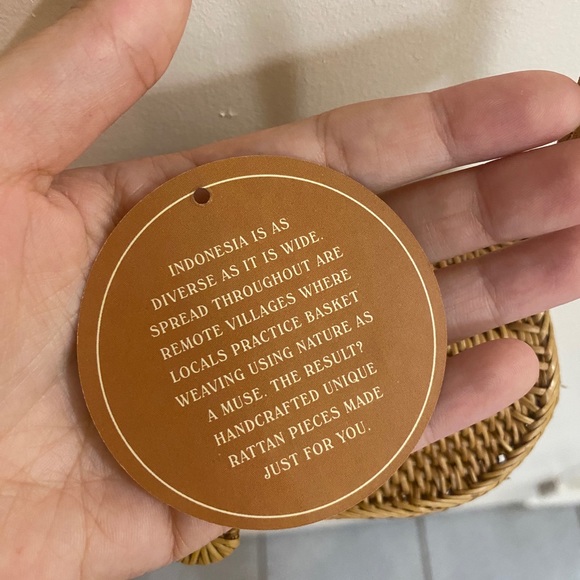 INDONESIA IS AS
DIVERSE AS IT IS WIDE.
SPREAD THROUGHOUT ARE
REMOTE VILLAGES WHERE
LOCALS PRACTICE BASKET
WEAVING USING NATURE AS
A MUSE. THE RESULT?
HANDCRAFTED UNIQUE
RATTAN PIECES MADE
JUST FOR YOU.